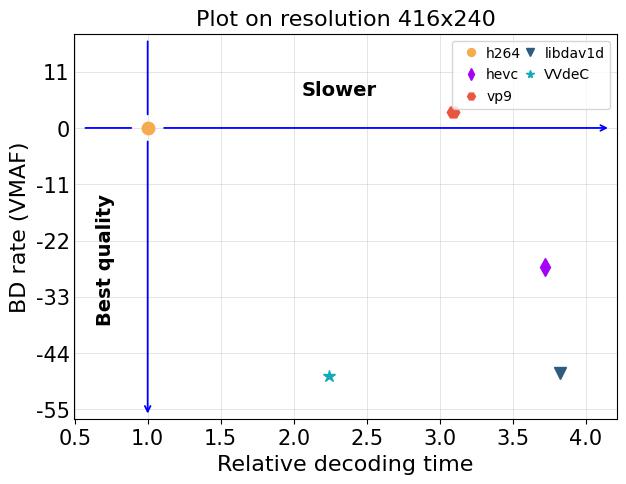 Plot on resolution 416x240
h264
libdav1d
hevc
VVdeC
vp9
Slower
Best quality
BD rate (VMAF)
11
0
-11
-22
-33
-44
-55
0.5
1.0
1.5
2.0
2.5
3.0
3.5
4.0
Relative decoding time